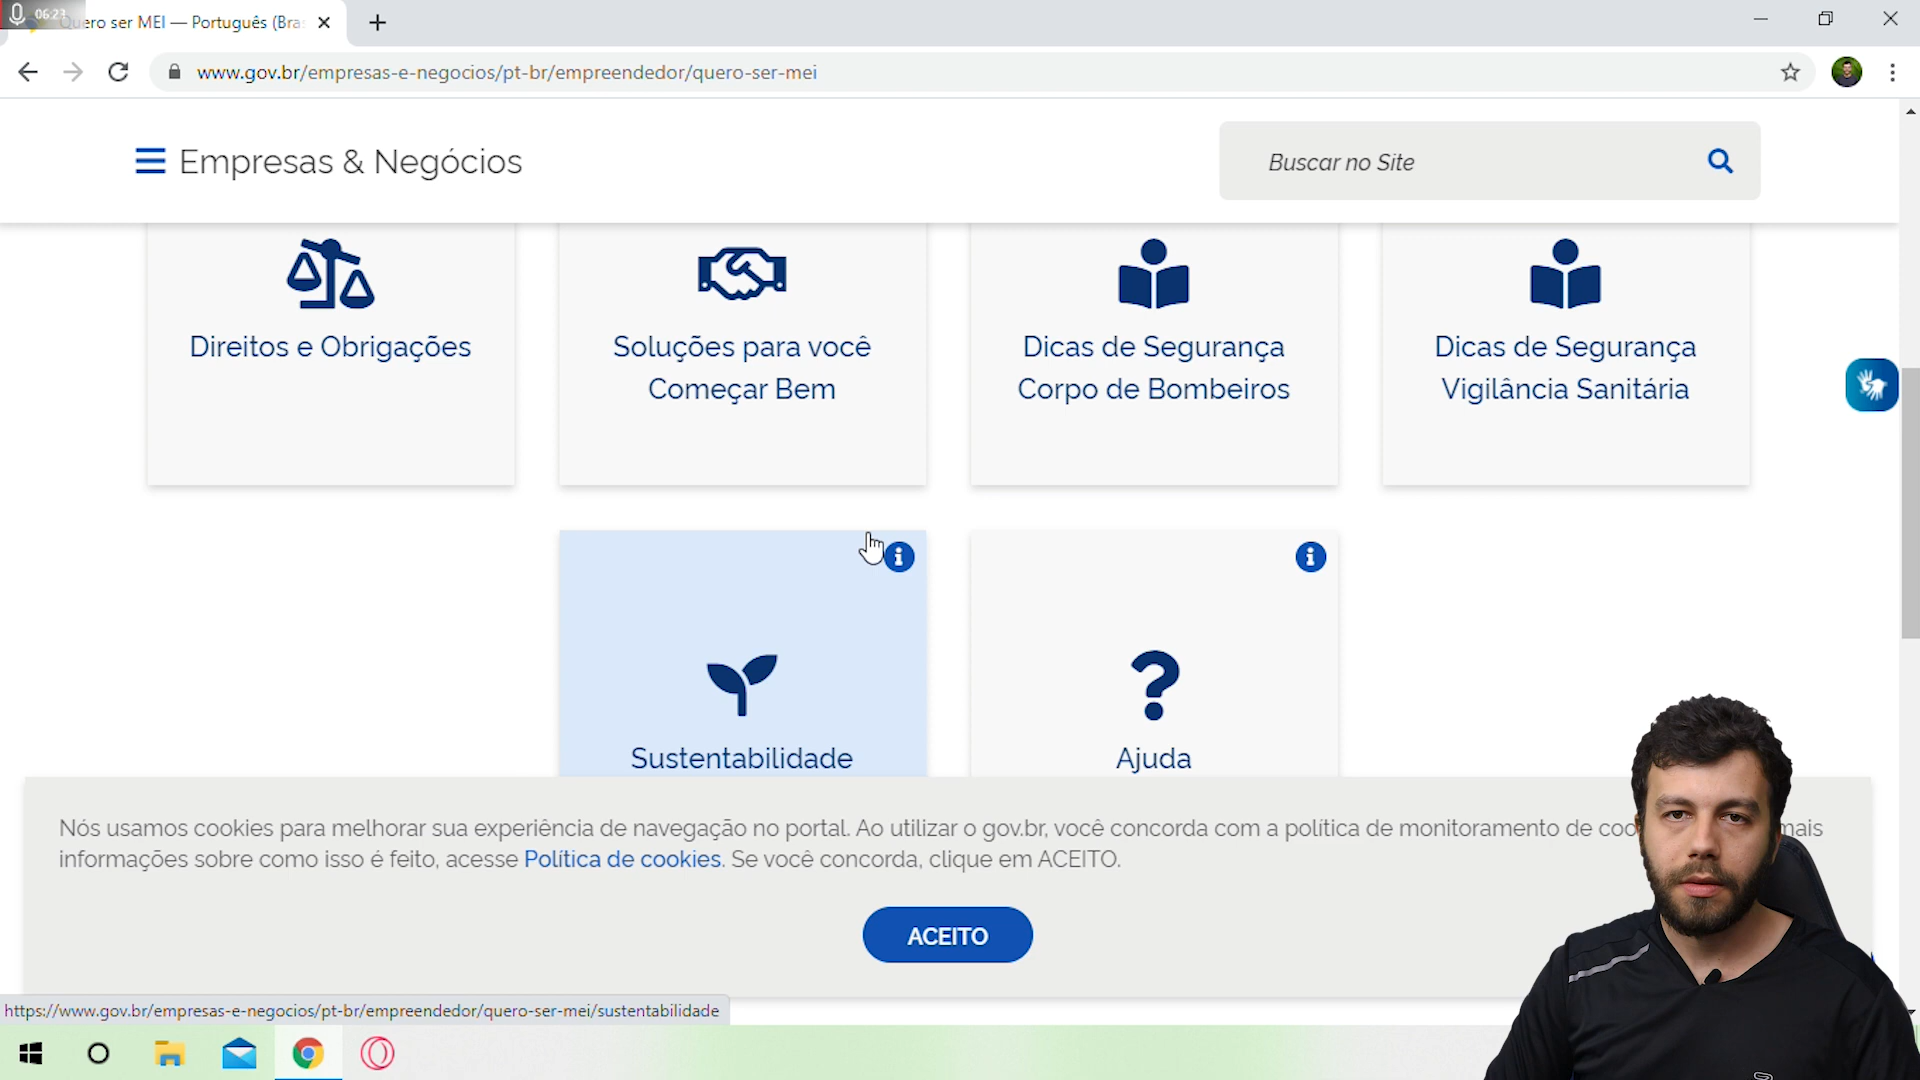 06:23
Quero ser MEI — Português (Bra
www.gov.br/empresas-e-negocios/pt-br/empreendedor/quero-ser-mei
Empresas & Negócios
Buscar no Site
Direitos e Obrigações
Soluções para você
Começar Bem
Dicas de Segurança
Corpo de Bombeiros
Dicas de Segurança
Vigilância Sanitária
Sustentabilidade
Ajuda
Nós usamos cookies para melhorar sua experiência de navegação no portal. Ao utilizar o gov.br, você concorda com a política de monitoramento de coo mais
informações sobre como isso é feito, acesse Política de cookies. Se você concorda, clique em ACEITO.
ACEITO
https://www.gov.br/empresas-e-negocios/pt-br/empreendedor/quero-ser-mei/sustentabilidade